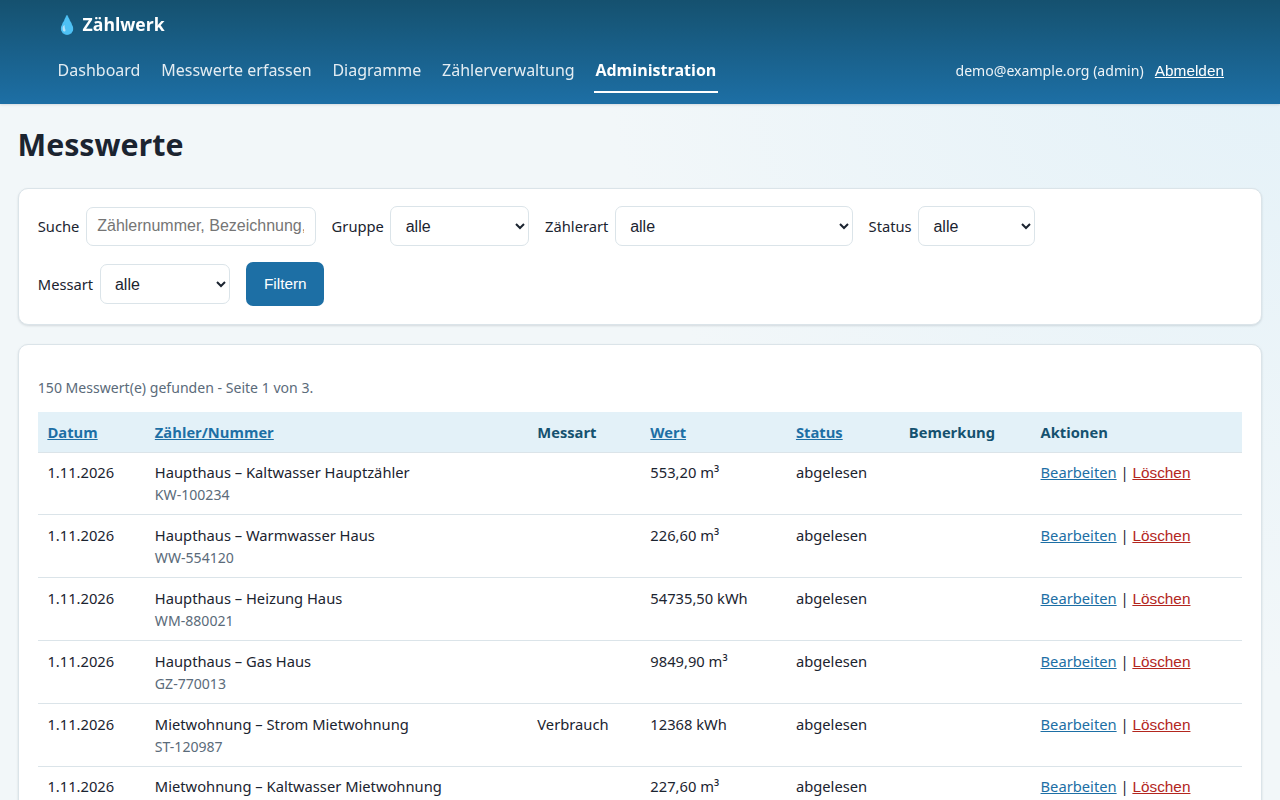 💧 Zählwerk
Dashboard Messwerte erfassen Diagramme Zählerverwaltung Administration demo@example.org (admin) Abmelden
Messwerte
Suche Zählernummer, Bezeichnung, Gruppe alle Zählerart alle Status alle
Messart alle Filtern
150 Messwert(e) gefunden - Seite 1 von 3.
Datum Zähler/Nummer Messart Wert Status Bemerkung Aktionen
1.11.2026 Haupthaus – Kaltwasser Hauptzähler 553,20 m³ abgelesen Bearbeiten | Löschen
KW-100234
1.11.2026 Haupthaus – Warmwasser Haus 226,60 m³ abgelesen Bearbeiten | Löschen
WW-554120
1.11.2026 Haupthaus – Heizung Haus 54735,50 kWh abgelesen Bearbeiten | Löschen
WM-880021
1.11.2026 Haupthaus – Gas Haus 9849,90 m³ abgelesen Bearbeiten | Löschen
GZ-770013
1.11.2026 Mietwohnung – Strom Mietwohnung Verbrauch 12368 kWh abgelesen Bearbeiten | Löschen
ST-120987
1.11.2026 Mietwohnung – Kaltwasser Mietwohnung 227,60 m³ abgelesen Bearbeiten | Löschen